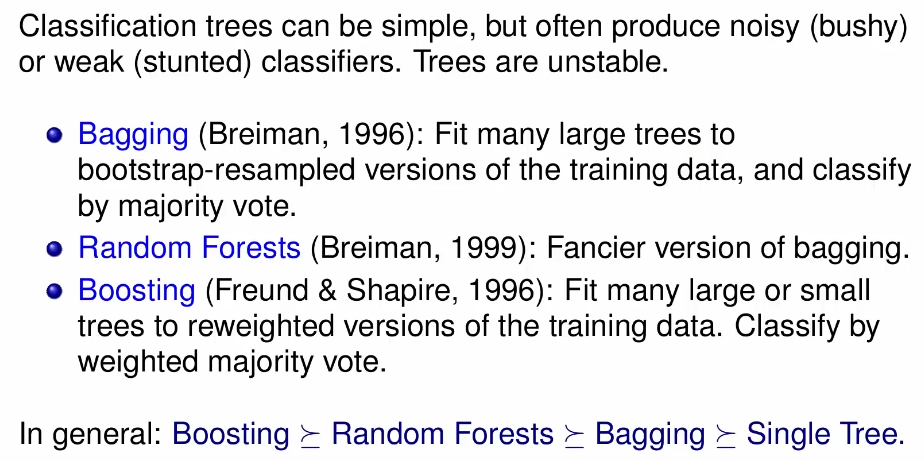 Classification trees can be simple, but often produce noisy (bushy)
or weak (stunted) classifiers. Trees are unstable.
Bagging (Breiman, 1996): Fit many large trees to
bootstrap-resampled versions of the training data, and classify
by majority vote.
Random Forests (Breiman, 1999): Fancier version of bagging.
Boosting (Freund & Shapire, 1996): Fit many large or small
trees to reweighted versions of the training data. Classify by
weighted majority vote.
In general: Boosting ⪰ Random Forests ⪰ Bagging ⪰ Single Tree.